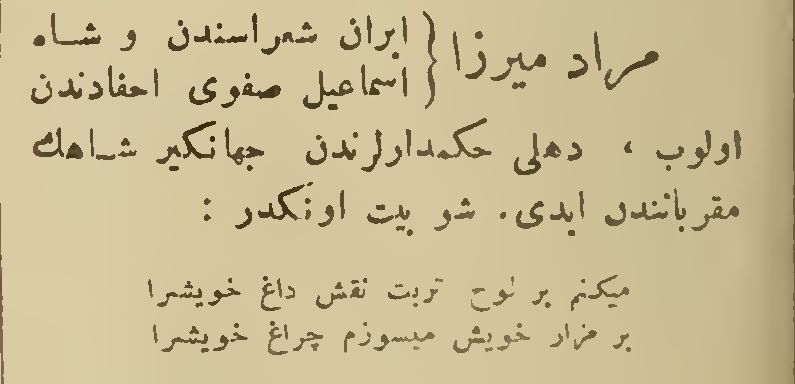 مراد میرزا { ایران شعراسندن و شاه
اسماعیل صفوی احفادندن
اولوب ، دهلی حکمدارلرندن جهانکیر شاهك
مقربانندن ایدی. شو بیت اونکدر :
میکنم بر لوح تربت نقش داغ خویشرا
بر مزار خویش میسوزم چراغ خویشرا